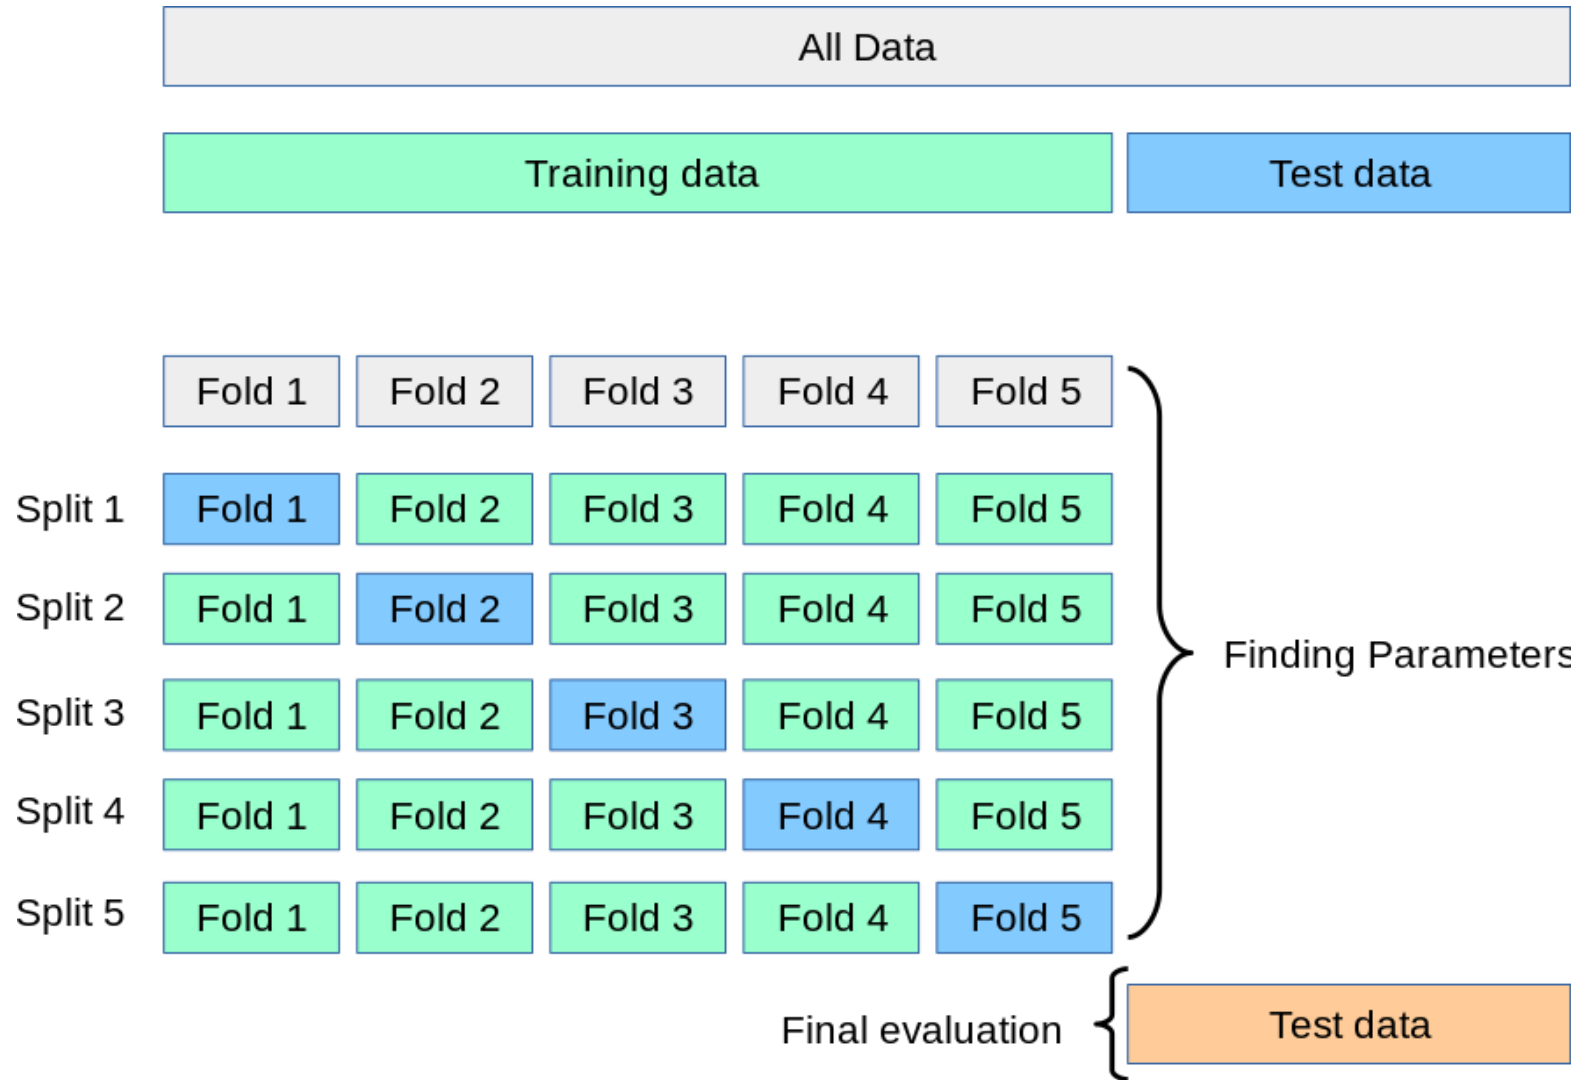 All Data
Training data Test data
Fold 1 Fold 2 Fold 3 Fold 4 Fold 5
Split 1 Fold 1 Fold 2 Fold 3 Fold 4 Fold 5
Split 2 Fold 1 Fold 2 Fold 3 Fold 4 Fold 5
Finding Parameters
Split 3 Fold 1 Fold 2 Fold 3 Fold 4 Fold 5
Split 4 Fold 1 Fold 2 Fold 3 Fold 4 Fold 5
Split 5 Fold 1 Fold 2 Fold 3 Fold 4 Fold 5
Final evaluation Test data